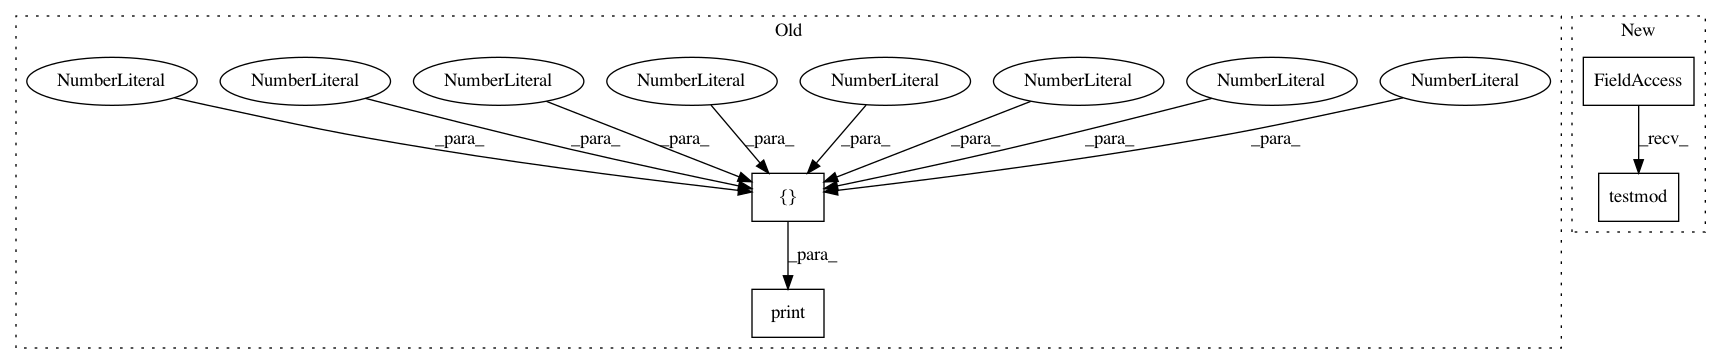 Old
New
NumberLiteral NumberLiteral NumberLiteral NumberLiteral NumberLiteral NumberLiteral NumberLiteral NumberLiteral
FieldAccess
_para_ _para_ _para_ _para_ _para_ _para_ _para_ _para_
_recv_
{}
testmod
_para_
print